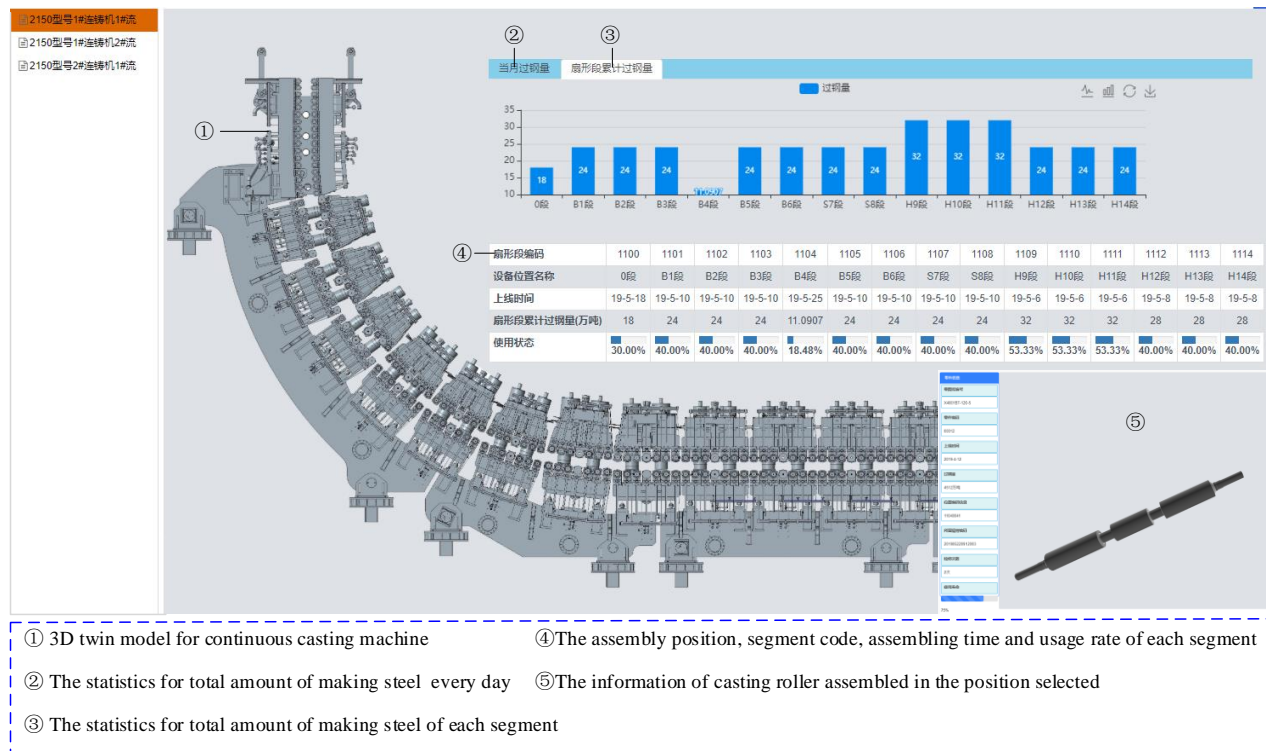 2150型号1#连铸机1#流
2150型号1#连铸机2#流
2150型号2#连铸机1#流
② ③
当月过钢量 扇形段累计过钢量
过钢量
35
30
25
20
15
10
18 24 24 24 11.0907 24 24 24 24 32 32 32 24 24 24
0段 B1段 B2段 B3段 B4段 B5段 B6段 S7段 S8段 H9段 H10段 H11段 H12段 H13段 H14段
①
④
扇形段编码 1100 1101 1102 1103 1104 1105 1106 1107 1108 1109 1110 1111 1112 1113 1114
设备位置名称 0段 B1段 B2段 B3段 B4段 B5段 B6段 S7段 S8段 H9段 H10段 H11段 H12段 H13段 H14段
上线时间 19-5-18 19-5-10 19-5-10 19-5-10 19-5-25 19-5-10 19-5-10 19-5-10 19-5-10 19-5-6 19-5-6 19-5-6 19-5-8 19-5-8 19-5-8
扇形段累计过钢量(万吨) 18 24 24 24 11.0907 24 24 24 24 32 32 32 28 28 28
使用状态 30.00% 40.00% 40.00% 40.00% 18.48% 40.00% 40.00% 40.00% 40.00% 53.33% 53.33% 53.33% 40.00% 40.00% 40.00%
⑤
① 3D twin model for continuous casting machine
② The statistics for total amount of making steel every day
③ The statistics for total amount of making steel of each segment
④The assembly position, segment code, assembling time and usage rate of each segment
⑤The information of casting roller assembled in the position selected